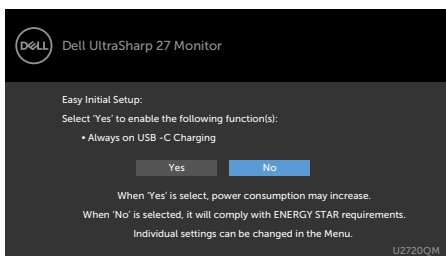 DELL Dell UltraSharp 27 Monitor
Easy Initial Setup:
Select ‘Yes’ to enable the following function(s):
• Always on USB -C Charging
Yes No
When ‘Yes’ is select, power consumption may increase.
When ‘No’ is selected, it will comply with ENERGY STAR requirements.
Individual settings can be changed in the Menu.
U2720QM